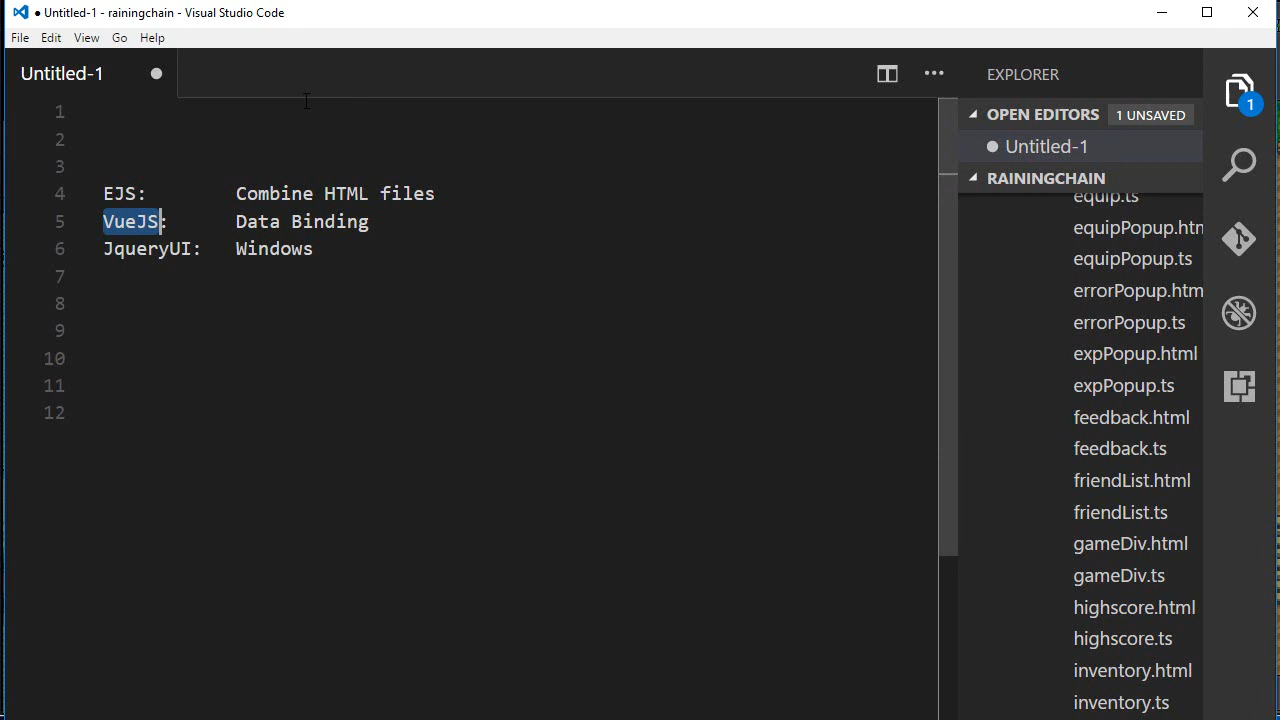 ● Untitled-1 - rainingchain - Visual Studio Code
File Edit View Go Help
Untitled-1
1
2
3
4 EJS: Combine HTML files
5 VueJS: Data Binding
6 JqueryUI: Windows
7
8
9
10
11
12
EXPLORER
OPEN EDITORS 1 UNSAVED
Untitled-1
RAININGCHAIN
equip.ts
equipPopup.htm
equipPopup.ts
errorPopup.htm
errorPopup.ts
expPopup.html
expPopup.ts
feedback.html
feedback.ts
friendList.html
friendList.ts
gameDiv.html
gameDiv.ts
highscore.html
highscore.ts
inventory.html
inventory.ts
1